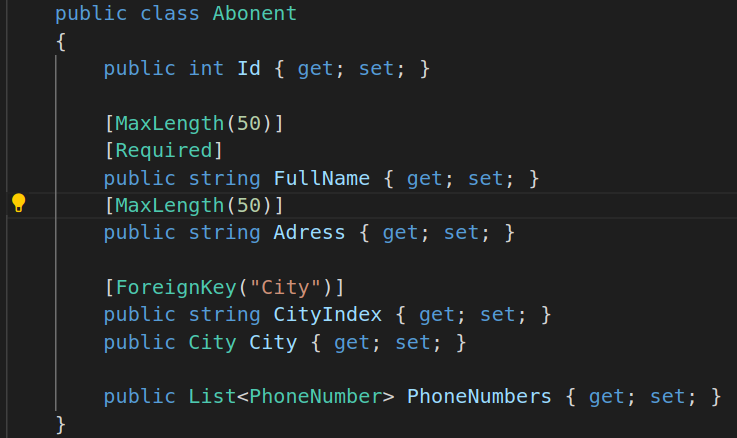 public class Abonent
{
public int Id { get; set; }
[MaxLength(50)]
[Required]
public string FullName { get; set; }
[MaxLength(50)]
public string Adress { get; set; }
[ForeignKey("City")]
public string CityIndex { get; set; }
public City City { get; set; }
public List<PhoneNumber> PhoneNumbers { get; set; }
}